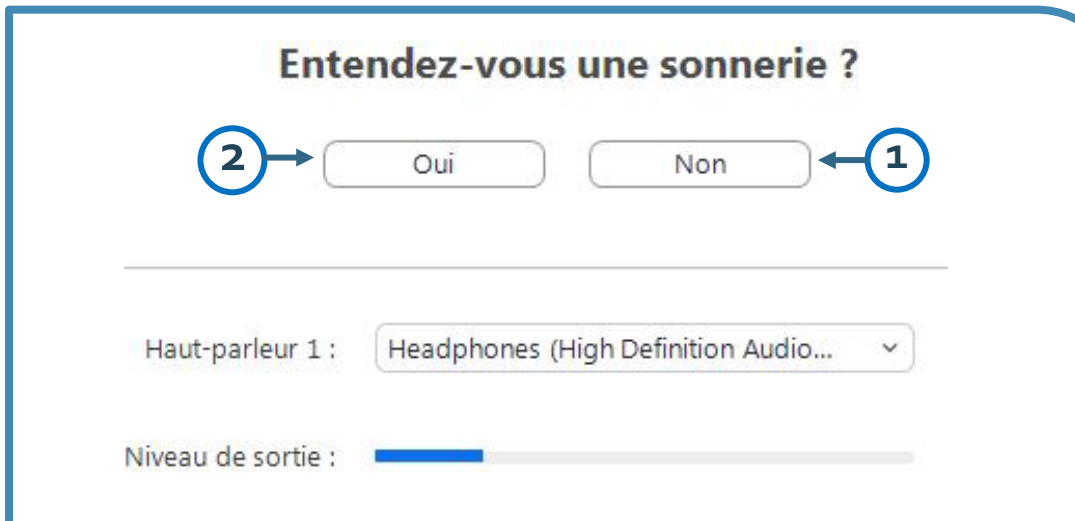 Entendez-vous une sonnerie ?
2 Oui Non 1
Haut-parleur 1 : Headphones (High Definition Audio...
Niveau de sortie :